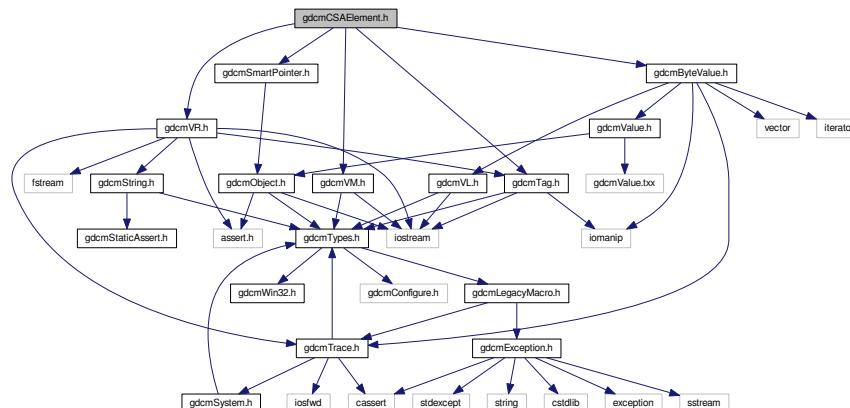 gdcmCSAElement.h
gdcmSmartPointer.h
gdcmByteValue.h
gdcmVR.h
gdcmValue.h
vector
iterato
fstream
gdcmString.h
gdcmObject.h
gdcmVM.h
gdcmVL.h
gdcmTag.h
gdcmValue.txx
gdcmStaticAssert.h
assert.h
gdcmTypes.h
iostream
iomanip
gdcmWin32.h
gdcmConfigure.h
gdcmLegacyMacro.h
gdcmTrace.h
gdcmException.h
gdcmSystem.h
iosfwd
cassert
stdexcept
string
cstdlib
exception
sstream